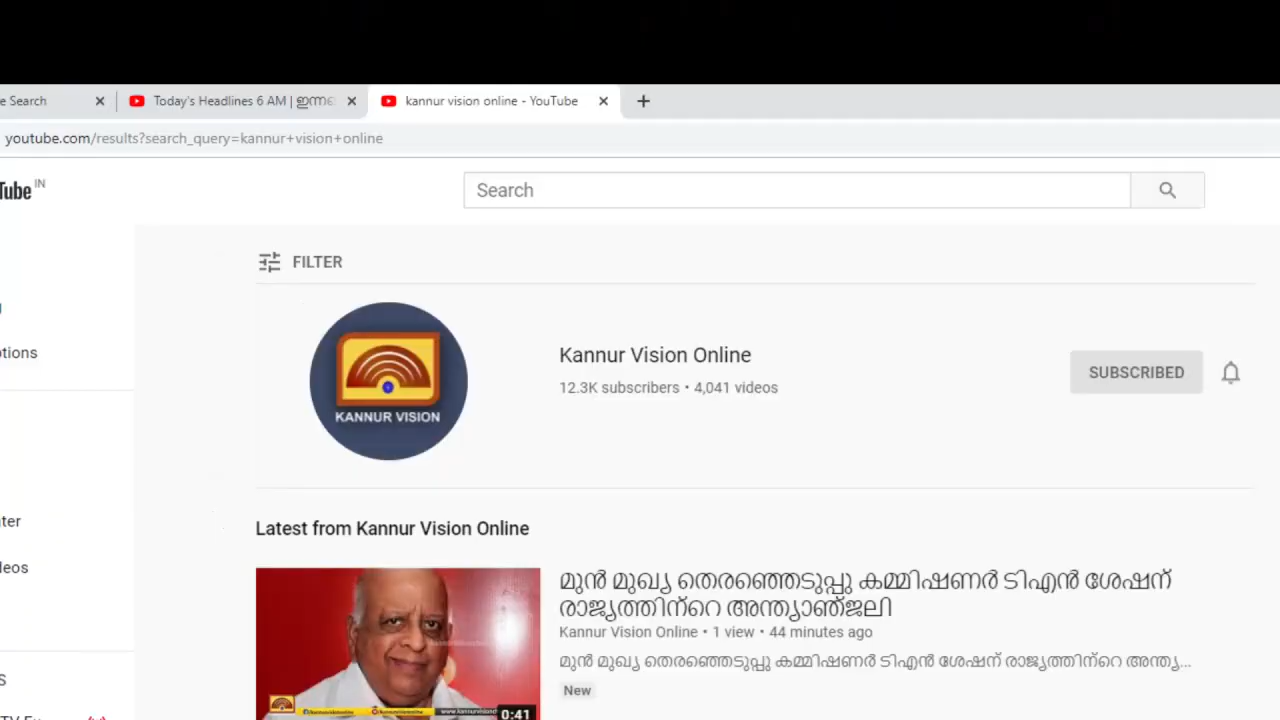 e Search
Today's Headlines 6 AM | ഇന്നത്
kannur vision online - YouTube
youtube.com/results?search_query=kannur+vision+online
Tube IN
Search
FILTER
KANNUR VISION
Kannur Vision Online
12.3K subscribers • 4,041 videos
SUBSCRIBED
otions
Latest from Kannur Vision Online
മുൻ മുഖ്യ തെരഞ്ഞെടുപ്പു കമ്മിഷണർ ടിഎൻ ശേഷന്
രാജ്യത്തിന്റെ അന്ത്യാഞ്ജലി
Kannur Vision Online • 1 view • 44 minutes ago
മുൻ മുഖ്യ തെരഞ്ഞെടുപ്പു കമ്മിഷണർ ടിഎൻ ശേഷന് രാജ്യത്തിന്റെ അന്ത്യ...
New
0:41